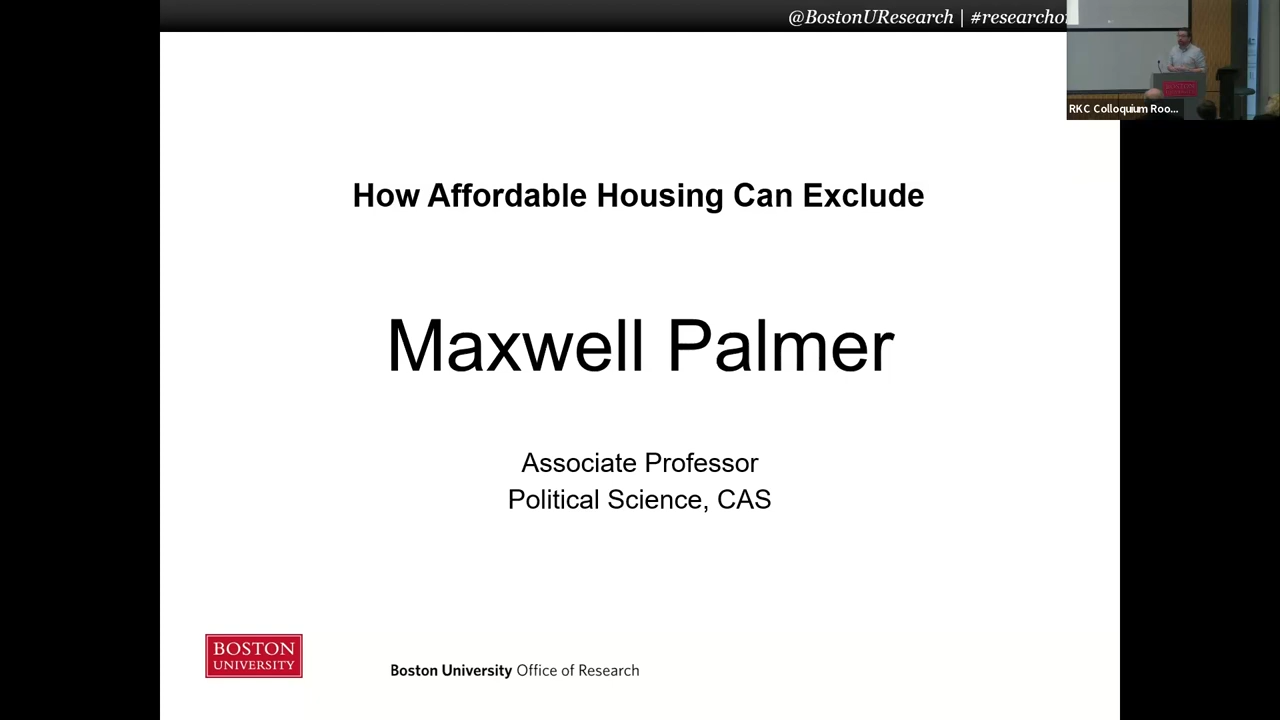 @BostonUResearch | #researcho
RKC Colloquium Roo...
How Affordable Housing Can Exclude
Maxwell Palmer
Associate Professor
Political Science, CAS
BOSTON
UNIVERSITY
Boston University Office of Research